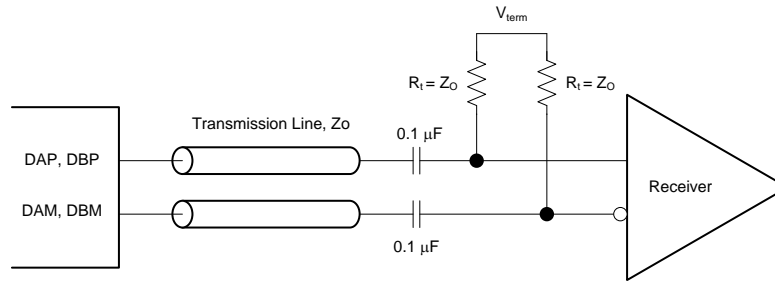 V_term
R_t = Z_O
R_t = Z_O
Transmission Line, Zo
0.1 μF
DAP, DBP
Receiver
DAM, DBM
0.1 μF